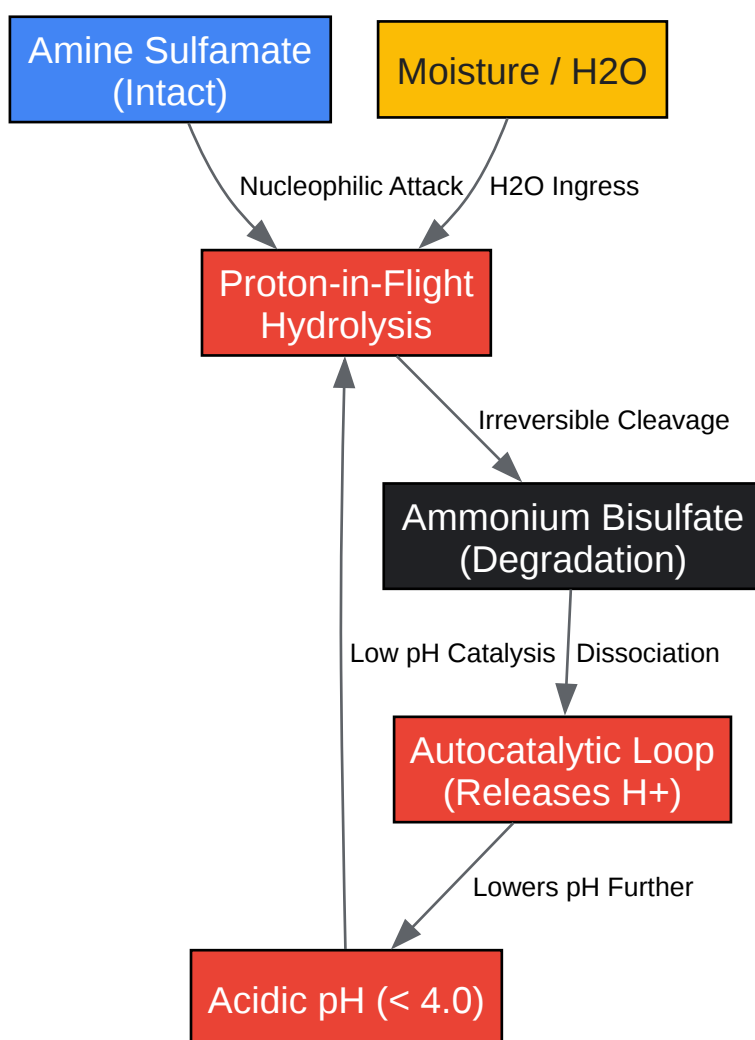 Amine Sulfamate
(Intact)
Moisture / H2O
Nucleophilic Attack
H2O Ingress
Proton-in-Flight
Hydrolysis
Irreversible Cleavage
Ammonium Bisulfate
(Degradation)
Low pH Catalysis
Dissociation
Autocatalytic Loop
(Releases H+)
Lowers pH Further
Acidic pH (< 4.0)